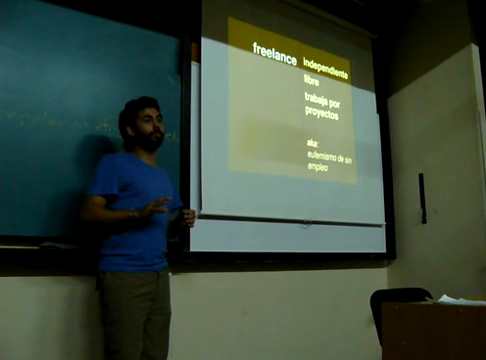 freelance independiente
libre
trabaja por
proyectos
aka:
eufemismo de sin
empleo